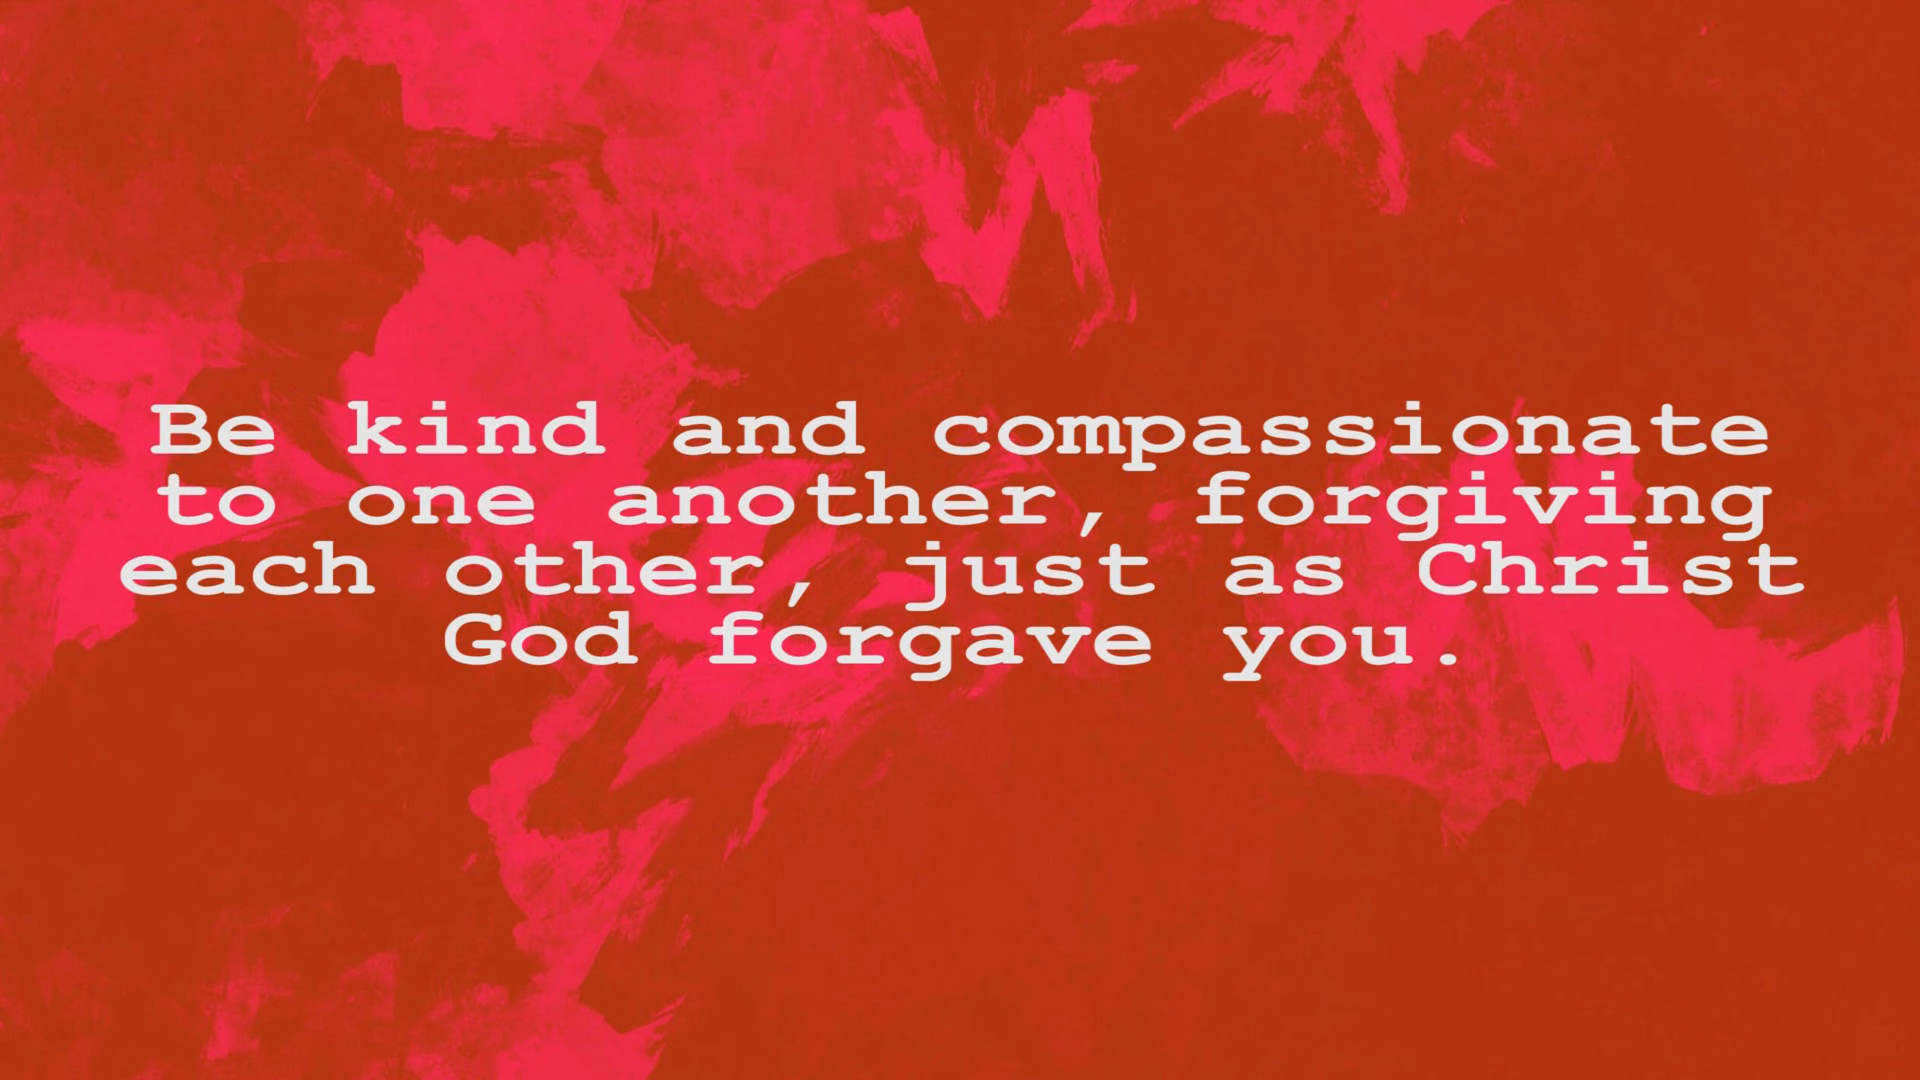 Be kind and compassionate
to one another, forgiving
each other, just as Christ
God forgave you.